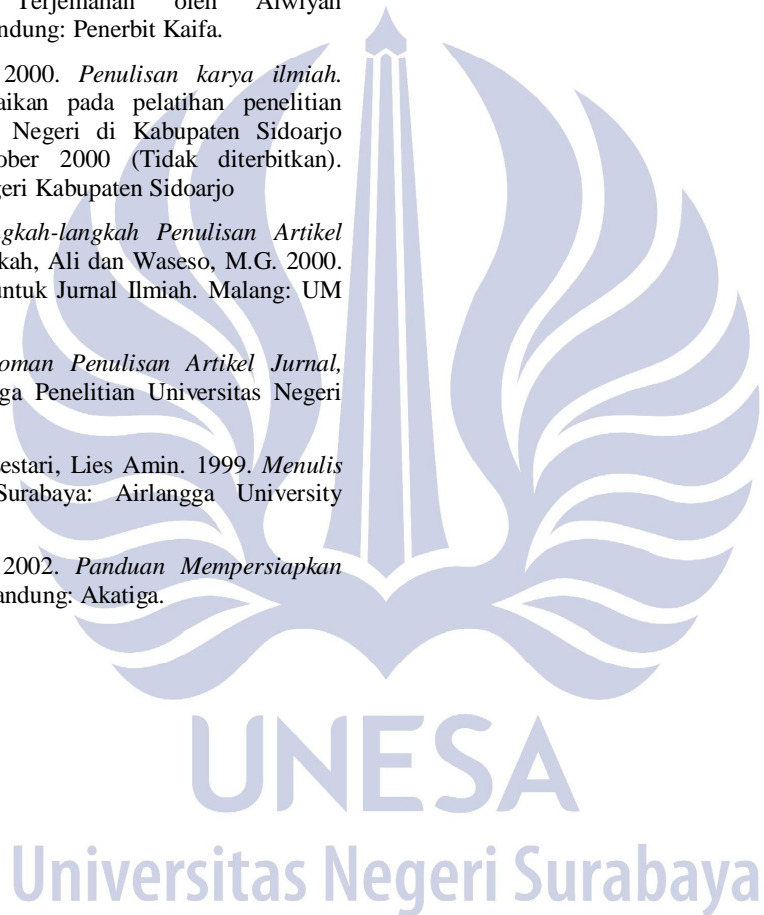 Terjemahan oleh Alwiyah
ndung: Penerbit Kaifa.
2000. Penulisan karya ilmiah.
aikan pada pelatihan penelitian
Negeri di Kabupaten Sidoarjo
ober 2000 (Tidak diterbitkan).
geri Kabupaten Sidoarjo
gkah-langkah Penulisan Artikel
kah, Ali dan Waseso, M.G. 2000.
untuk Jurnal Ilmiah. Malang: UM
oman Penulisan Artikel Jurnal,
ga Penelitian Universitas Negeri
estari, Lies Amin. 1999. Menulis
Surabaya: Airlangga University
2002. Panduan Mempersiapkan
andung: Akatiga.
UNESA
Universitas Negeri Surabaya